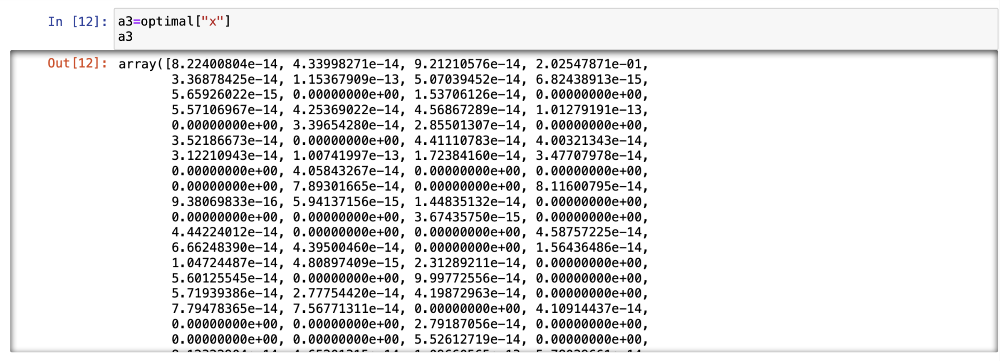 In [12]: a3=optimal["x"]
a3
Out[12]: array([8.22400804e-14, 4.33998271e-14, 9.21210576e-14, 2.02547871e-01,
3.36878425e-14, 1.15367909e-13, 5.07039452e-14, 6.82438913e-15,
5.65926022e-15, 0.00000000e+00, 1.53706126e-14, 0.00000000e+00,
5.57106967e-14, 4.25369022e-14, 4.56867289e-14, 1.01279191e-13,
0.00000000e+00, 3.39654280e-14, 2.85501307e-14, 0.00000000e+00,
3.52186673e-14, 0.00000000e+00, 4.41110783e-14, 4.00321343e-14,
3.12210943e-14, 1.00741997e-13, 1.72384160e-14, 3.47707978e-14,
0.00000000e+00, 4.05843267e-14, 0.00000000e+00, 0.00000000e+00,
0.00000000e+00, 7.89301665e-14, 0.00000000e+00, 8.11600795e-14,
9.38069833e-16, 5.94137156e-15, 1.44835132e-14, 0.00000000e+00,
0.00000000e+00, 0.00000000e+00, 3.67435750e-15, 0.00000000e+00,
4.44224012e-14, 0.00000000e+00, 0.00000000e+00, 4.58757225e-14,
6.66248390e-14, 4.39500460e-14, 0.00000000e+00, 1.56436486e-14,
1.04724487e-14, 4.80897409e-15, 2.31289211e-14, 0.00000000e+00,
5.60125545e-14, 0.00000000e+00, 9.99772556e-14, 0.00000000e+00,
5.71939386e-14, 2.77754420e-14, 4.19872963e-14, 0.00000000e+00,
7.79478365e-14, 7.56771311e-14, 0.00000000e+00, 4.10914437e-14,
0.00000000e+00, 0.00000000e+00, 2.79187056e-14, 0.00000000e+00,
0.00000000e+00, 0.00000000e+00, 5.52612719e-14, 0.00000000e+00,